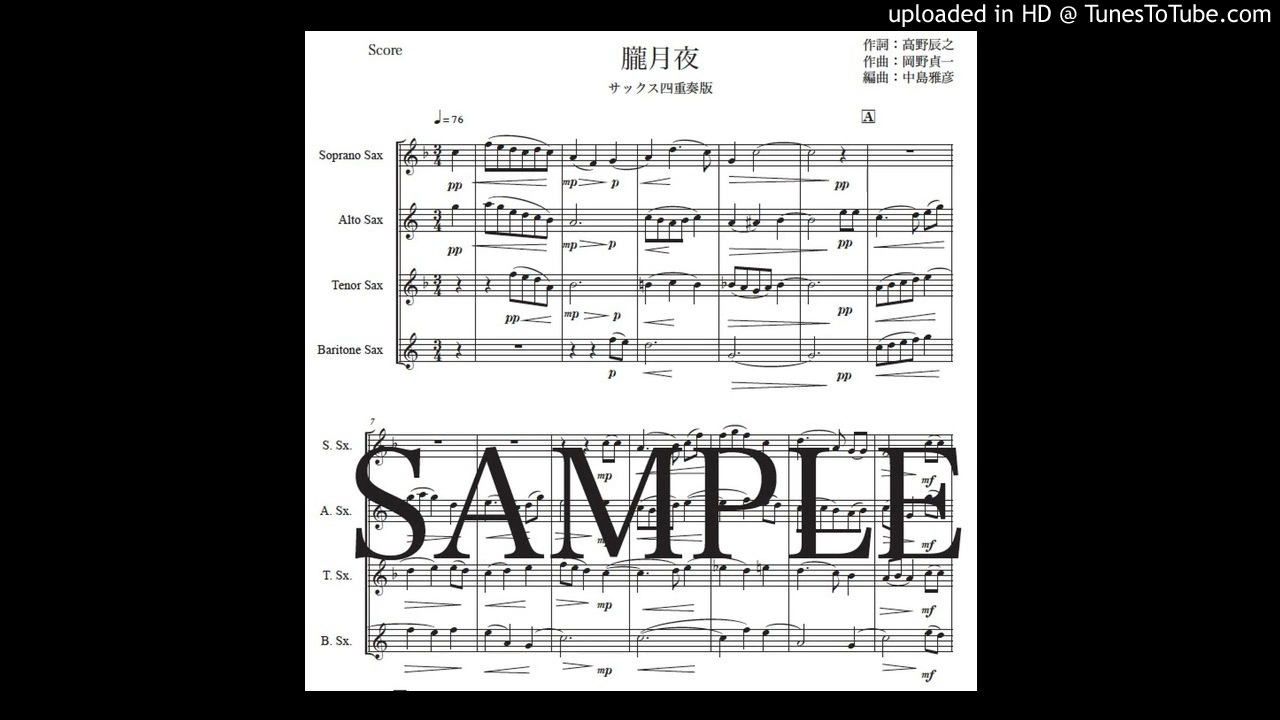 uploaded in HD @ TunesToTube.com
Score
朧月夜
サックス四重奏版
作詞：高野辰之
作曲：岡野貞一
編曲：中島雅彦
♩= 76
A
Soprano Sax
pp mp p pp
Alto Sax
pp mp p pp
Tenor Sax
pp mp p pp
Baritone Sax
p pp
7
S. Sx.
mp mf
SAMPLE
A. Sx.
mf
T. Sx.
mp mf
B. Sx.
mp mf